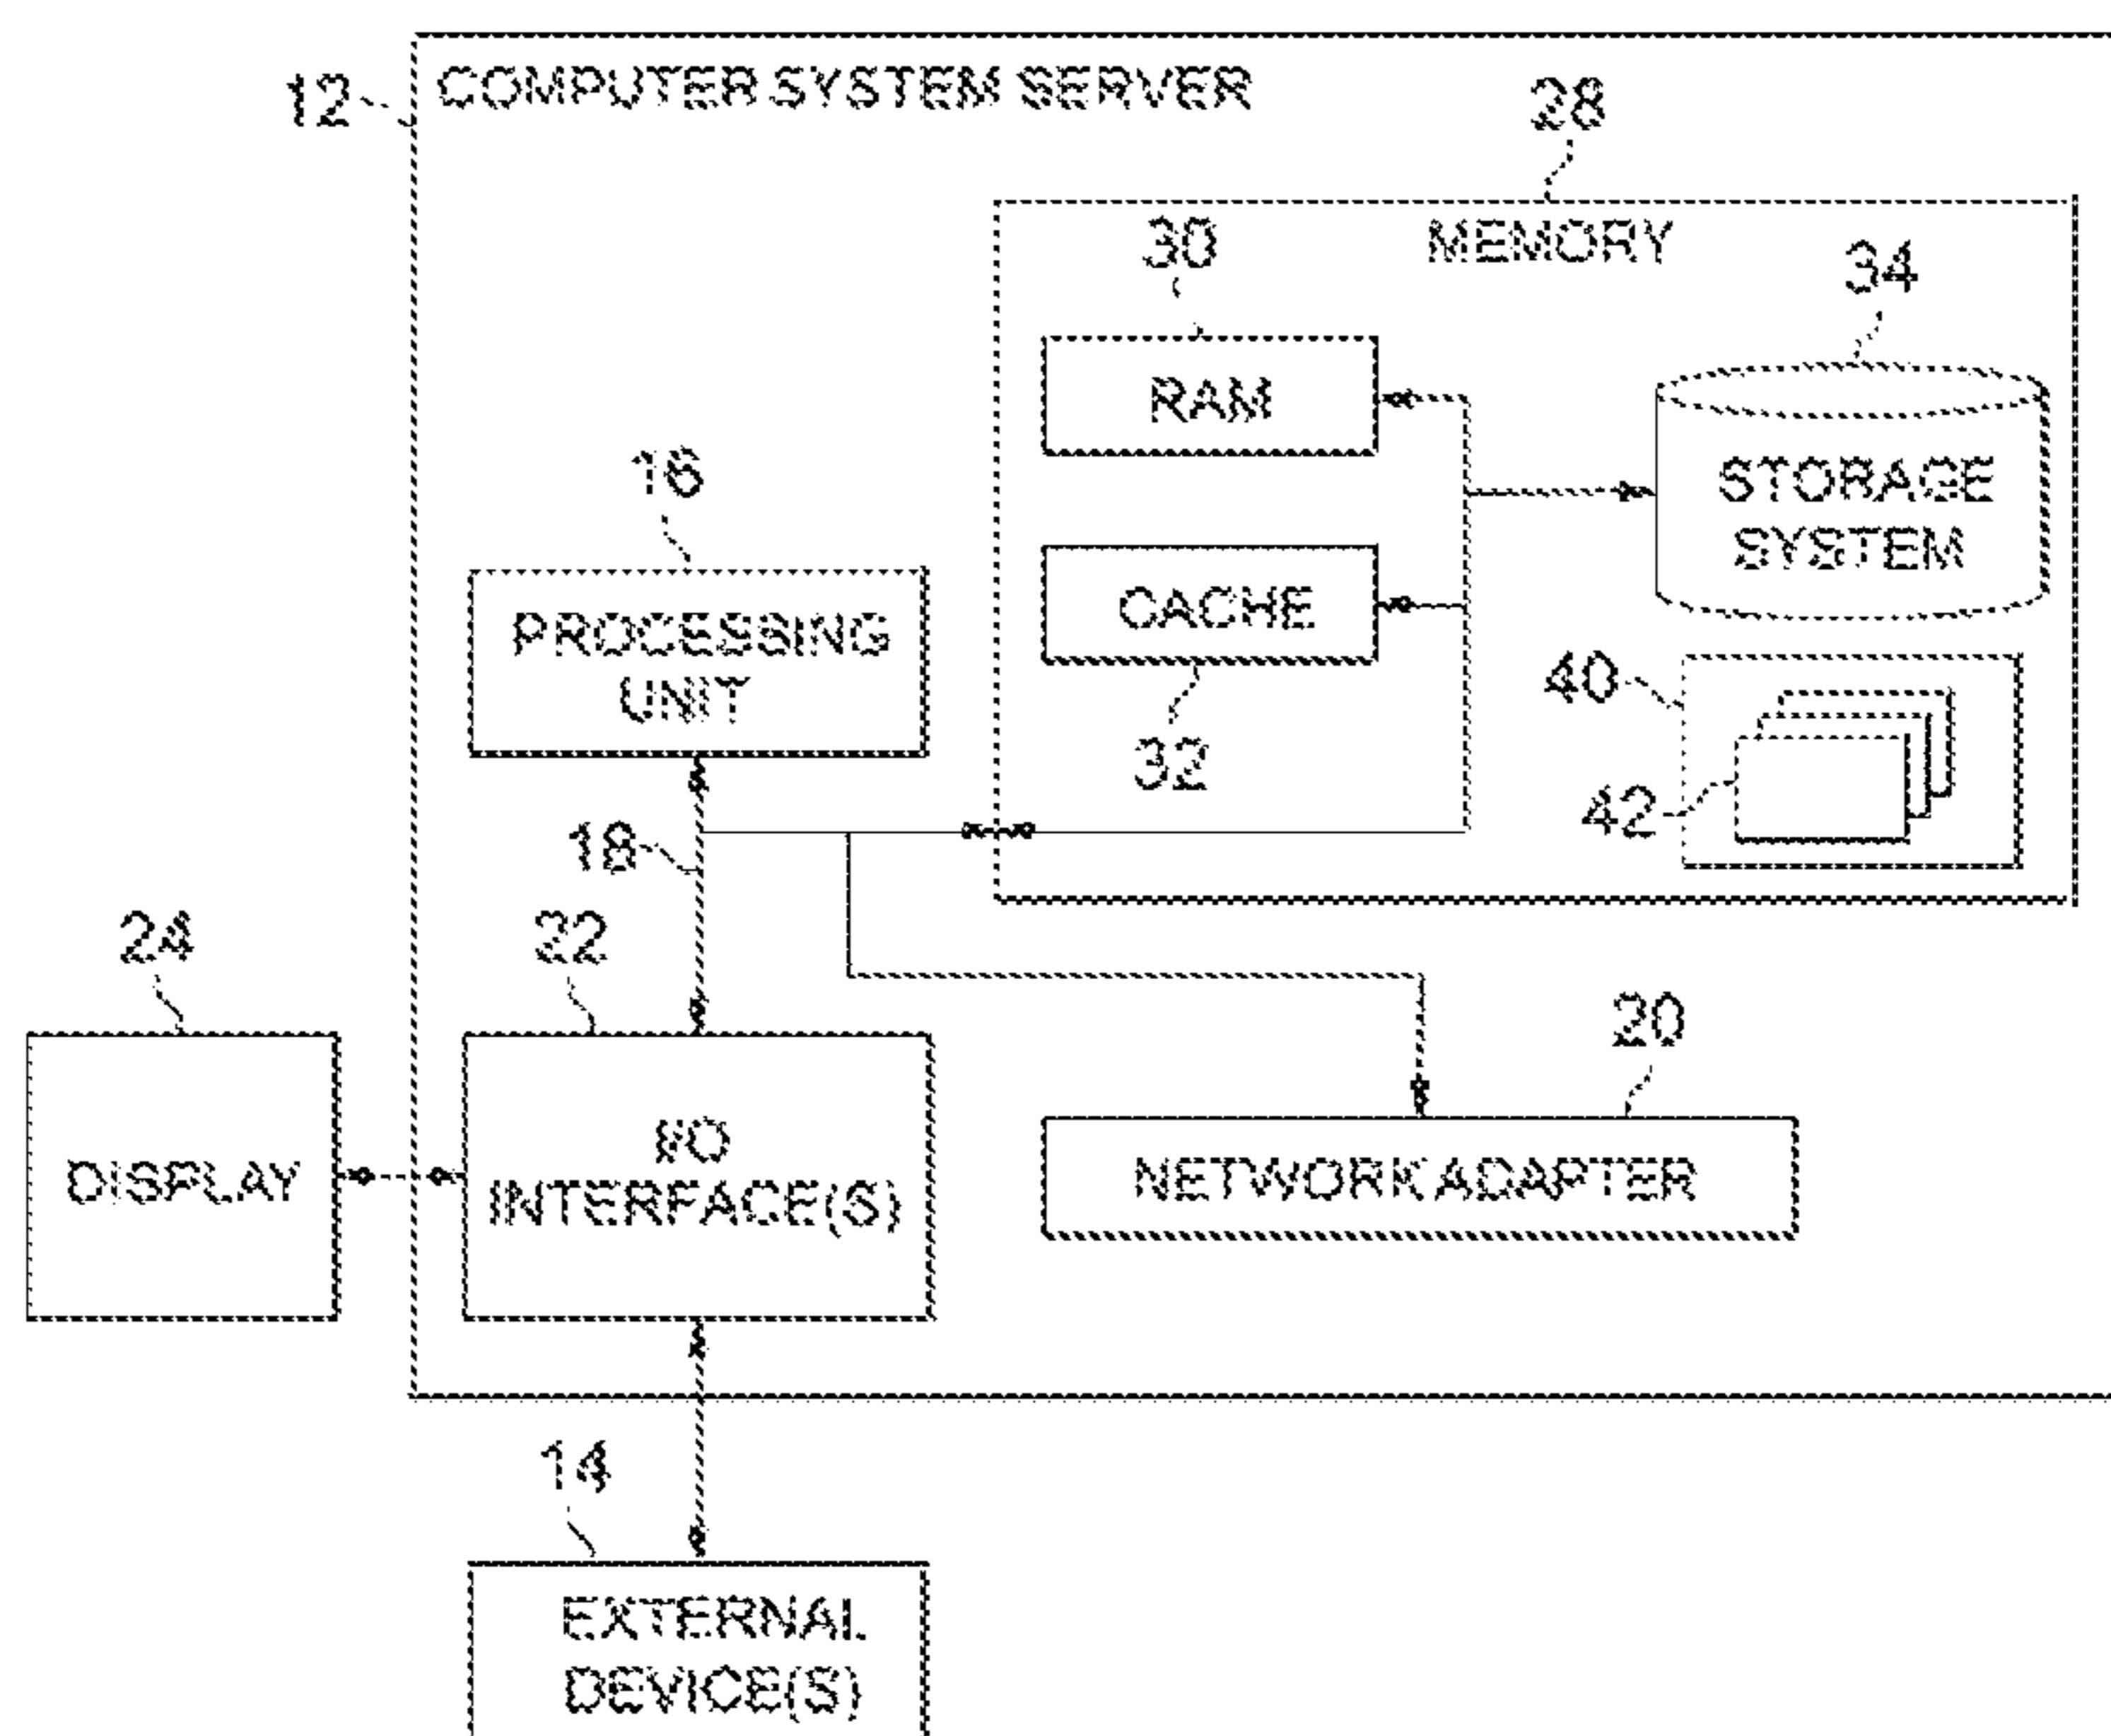 12
COMPUTER SYSTEM SERVER
28
MEMORY
30
34
RAM
STORAGE
SYSTEM
16
PROCESSING
UNIT
CACHE
32
40
42
18
24
22
20
DISPLAY
I/O
INTERFACE(S)
NETWORK ADAPTER
14
EXTERNAL
DEVICE(S)